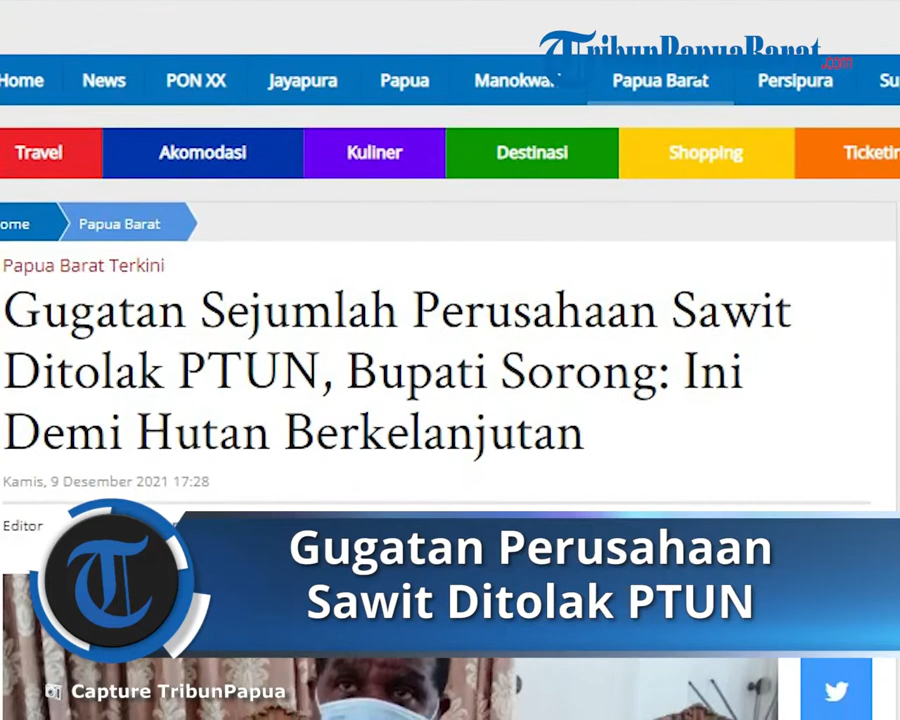 TribunPapuaBarat
.com
Home News PON XX Jayapura Papua Papua Barat Persipura
Travel Akomodasi Kuliner Destinasi Shopping
Papua Barat
Papua Barat Terkini
Gugatan Sejumlah Perusahaan Sawit
Ditolak PTUN, Bupati Sorong: Ini
Demi Hutan Berkelanjutan
Kamis, 9 Desember 2021 17:28
Editor
Gugatan Perusahaan
Sawit Ditolak PTUN
T
Capture TribunPapua